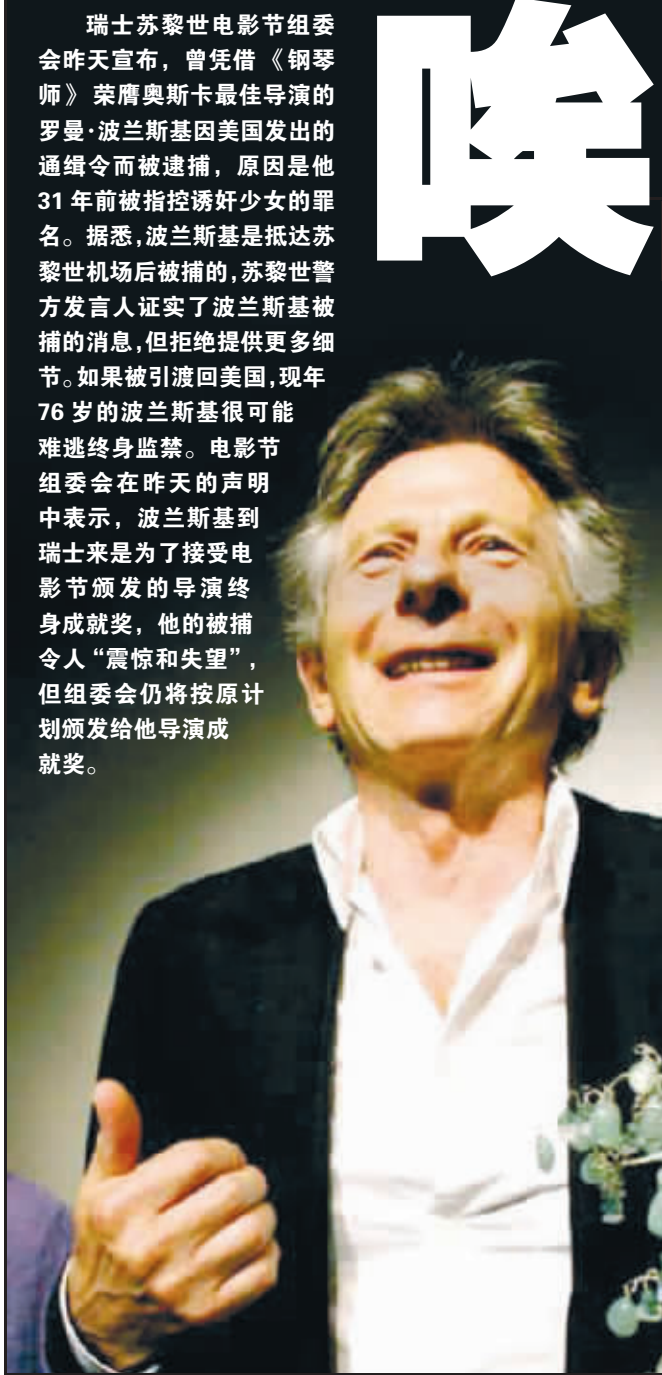 唉
瑞士苏黎世电影节组委
会昨天宣布，曾凭借《钢琴
师》荣膺奥斯卡最佳导演的
罗曼·波兰斯基因美国发出的
通缉令而被逮捕，原因是他
31 年前被指控诱奸少女的罪
名。据悉,波兰斯基是抵达苏
黎世机场后被捕的,苏黎世警
方发言人证实了波兰斯基被
捕的消息,但拒绝提供更多细
节。如果被引渡回美国,现年
76 岁的波兰斯基很可能
难逃终身监禁。电影节
组委会在昨天的声明
中表示，波兰斯基到
瑞士来是为了接受电
影节颁发的导演终
身成就奖，他的被捕
令人“震惊和失望”，
但组委会仍将按原计
划颁发给他导演成
就奖。